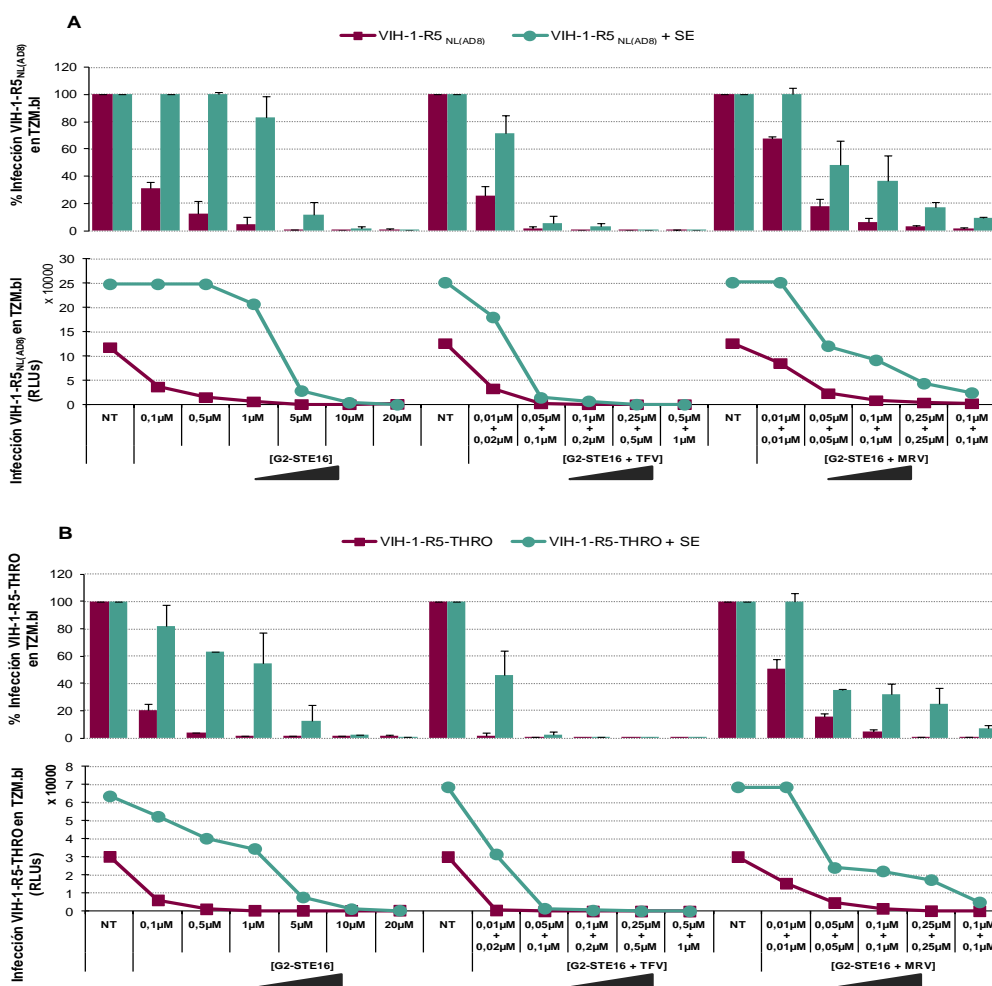 A
VIH-1-R5 NL(AD8) VIH-1-R5 NL(AD8) + SE
% Infección VIH-1-R5NL(AD8)
en TZM.bl
120
100
80
60
40
20
0
Infección VIH-1-R5NL(AD8) en TZM.bl
(RLUs)
x 10000
30
25
20
15
10
5
0
NT 0,1µM 0,5µM 1µM 5µM 10µM 20µM NT 0,01µM 0,05µM 0,1µM 0,25µM 0,5µM NT 0,01µM 0,05µM 0,1µM 0,25µM 0,1µM
+ + + + + + + + + +
0,02µM 0,1µM 0,2µM 0,5µM 1µM 0,01µM 0,05µM 0,1µM 0,25µM 0,1µM
[G2-STE16] [G2-STE16 + TFV] [G2-STE16 + MRV]
B
VIH-1-R5-THRO VIH-1-R5-THRO + SE
% Infección VIH-1-R5-THRO
en TZM.bl
120
100
80
60
40
20
0
Infección VIH-1-R5-THRO en TZM.bl
(RLUs)
x 10000
8
7
6
5
4
3
2
1
0
NT 0,1µM 0,5µM 1µM 5µM 10µM 20µM NT 0,01µM 0,05µM 0,1µM 0,25µM 0,5µM NT 0,01µM 0,05µM 0,1µM 0,25µM 0,1µM
+ + + + + + + + + +
0,02µM 0,1µM 0,2µM 0,5µM 1µM 0,01µM 0,05µM 0,1µM 0,25µM 0,1µM
[G2-STE16] [G2-STE16 + TFV] [G2-STE16 + MRV]